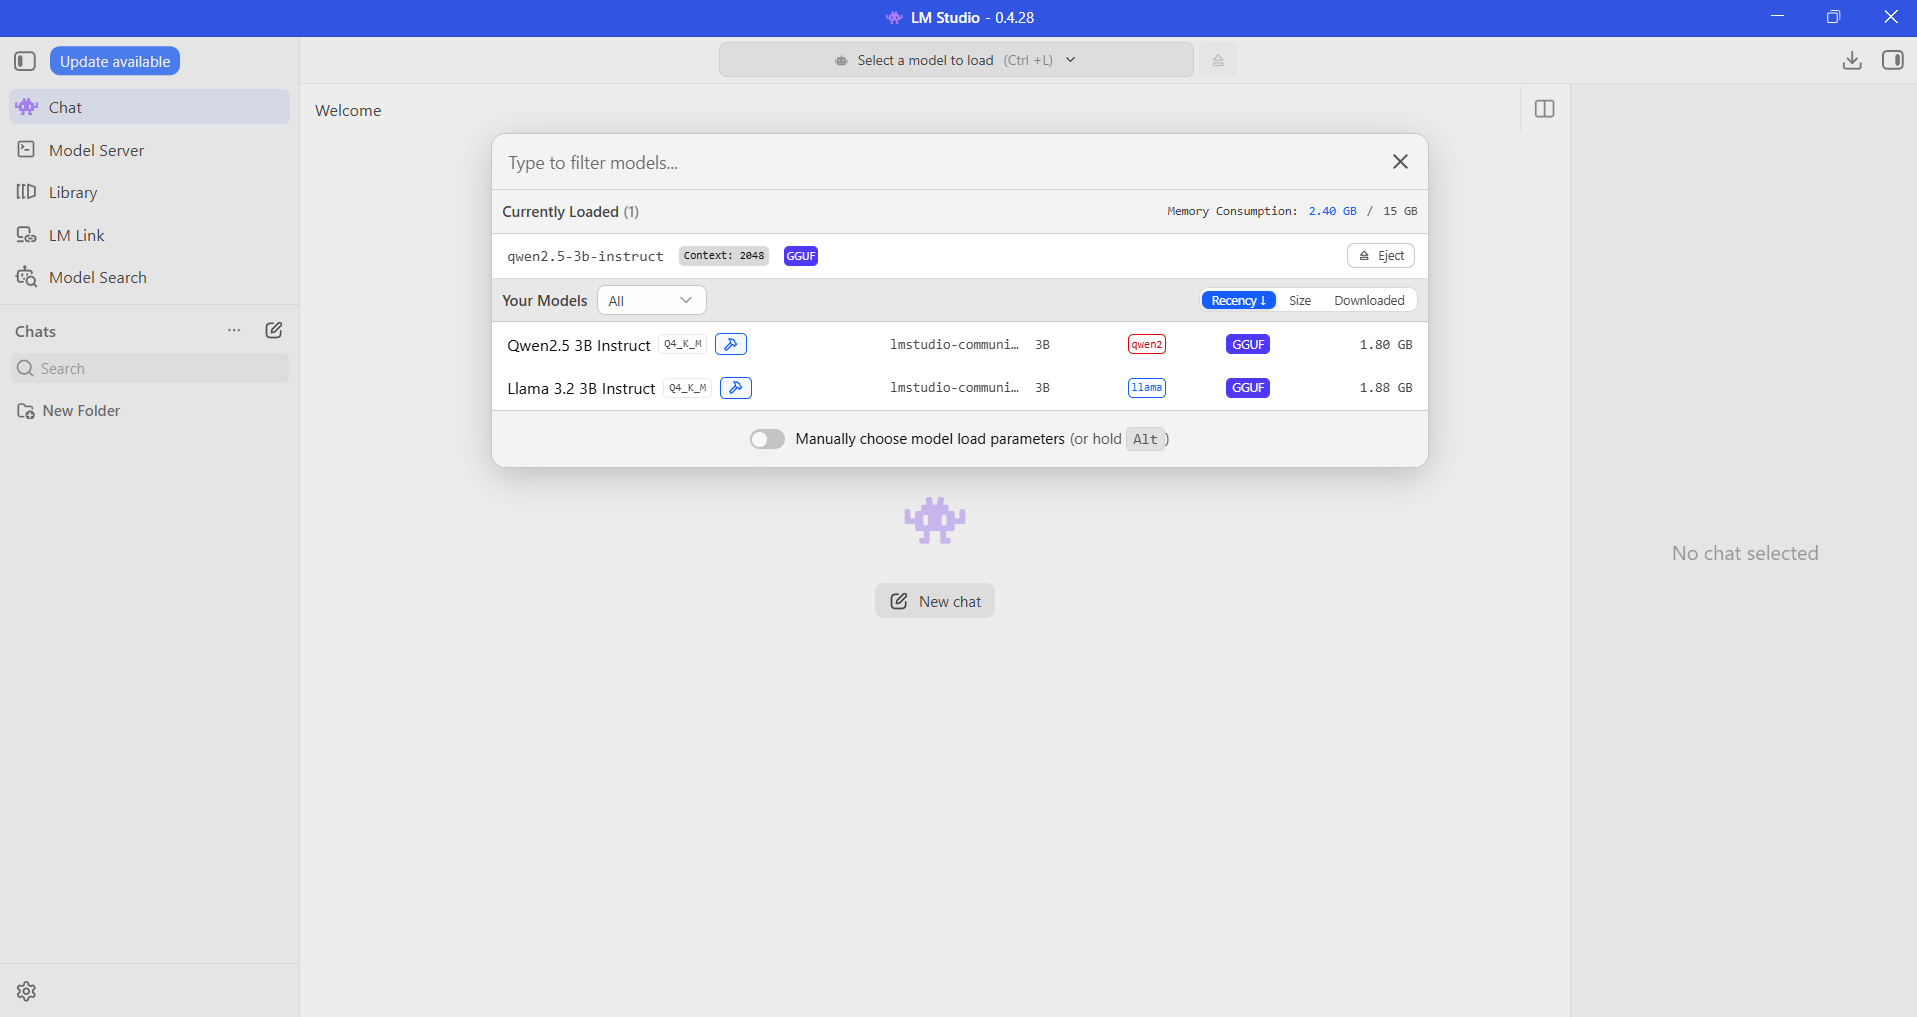 LM Studio - 0.4.28
Update available
Select a model to load (Ctrl +L)
Chat
Model Server
Library
LM Link
Model Search
Chats
Search
New Folder
Welcome
Type to filter models...
Currently Loaded (1)
Memory Consumption: 2.40 GB / 15 GB
qwen2.5-3b-instruct Context: 2048 GGUF Eject
Your Models All Recency ↓ Size Downloaded
Qwen2.5 3B Instruct Q4_K_M lmstudio-communi… 3B qwen2 GGUF 1.80 GB
Llama 3.2 3B Instruct Q4_K_M lmstudio-communi… 3B llama GGUF 1.88 GB
Manually choose model load parameters (or hold Alt)
New chat
No chat selected